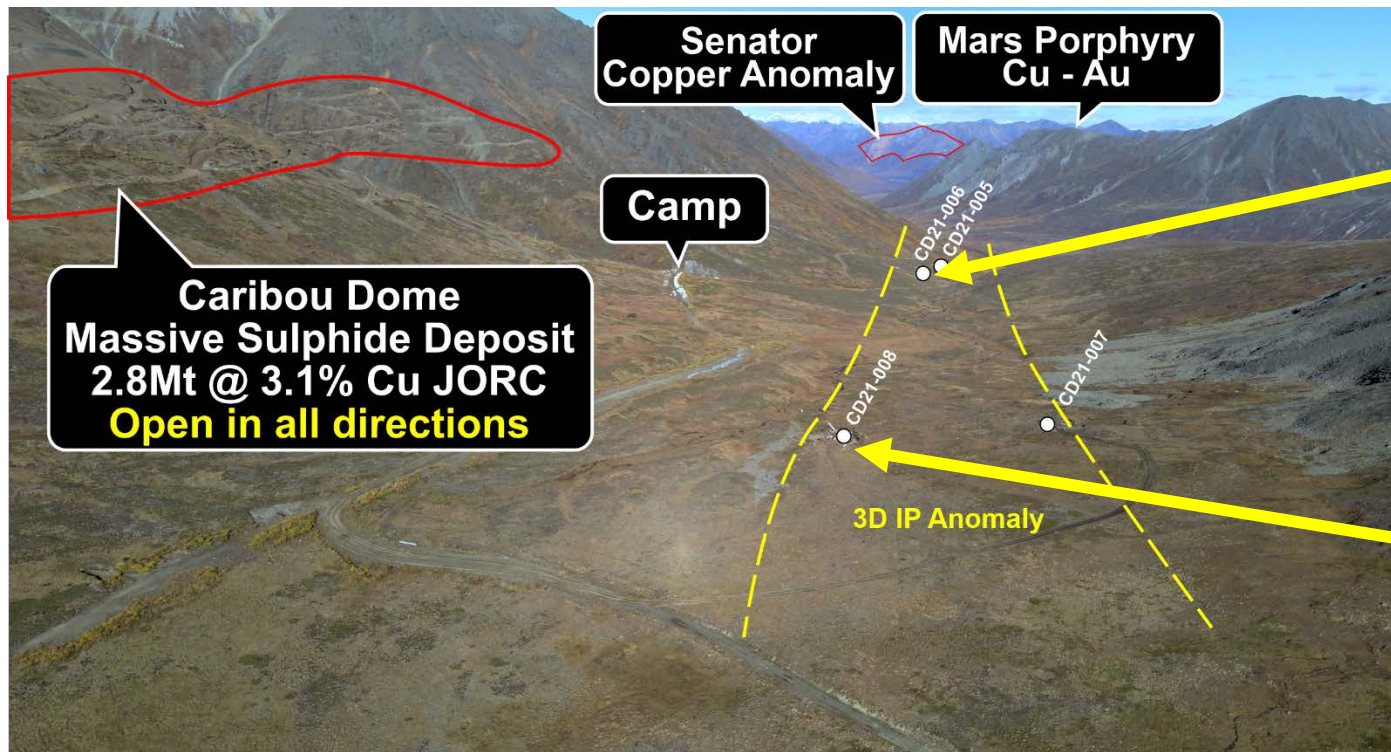 Senator
Copper Anomaly
Mars Porphyry
Cu - Au
Camp
CD21-006
CD21-005
Caribou Dome
Massive Sulphide Deposit
2.8Mt @ 3.1% Cu JORC
Open in all directions
CD21-008
CD21-007
3D IP Anomaly